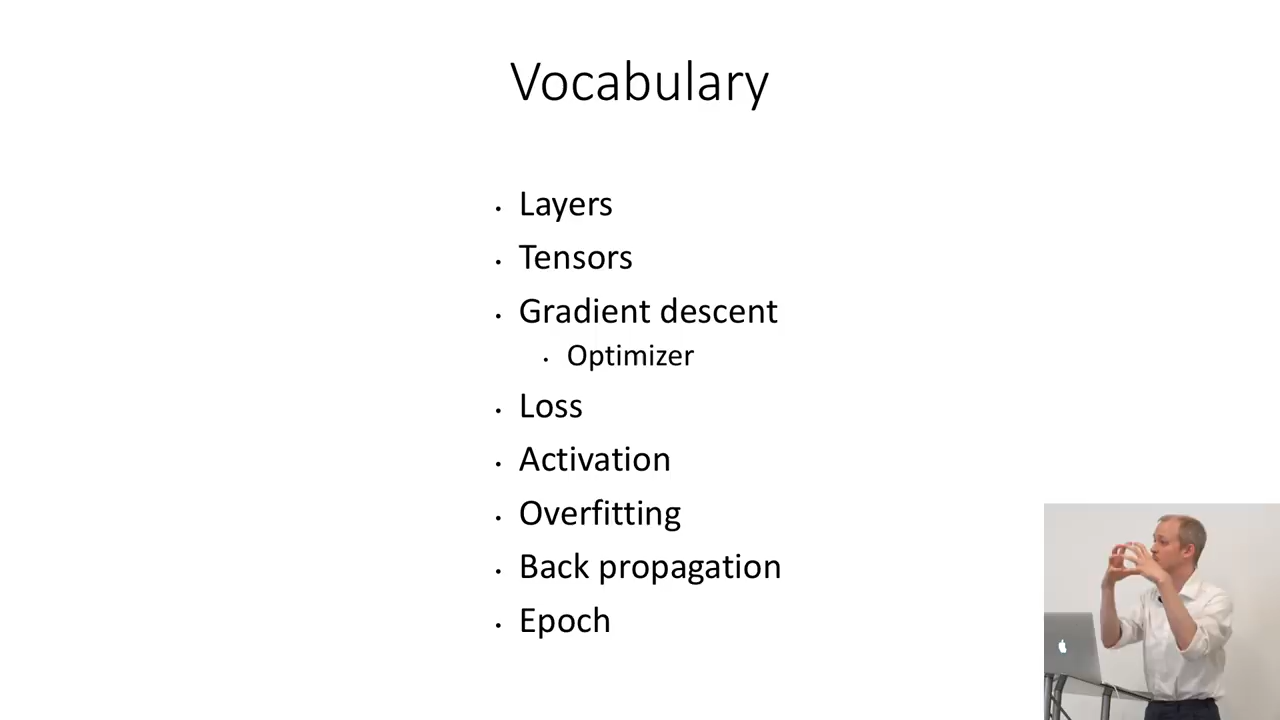 Vocabulary
• Layers
• Tensors
• Gradient descent
• Optimizer
• Loss
• Activation
• Overfitting
• Back propagation
• Epoch